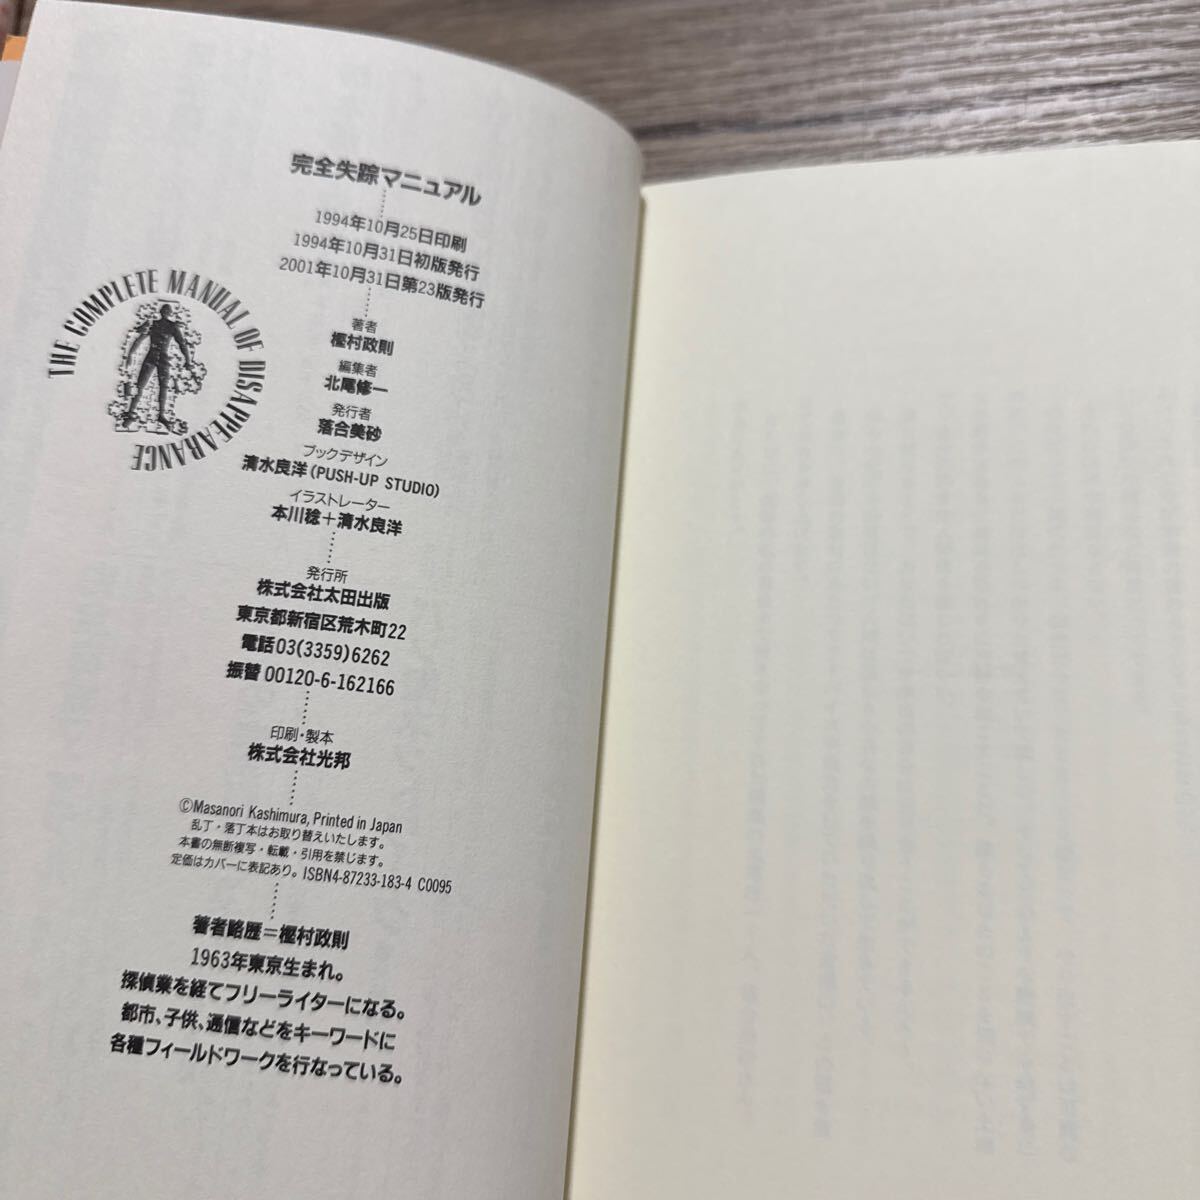 完全失踪マニュアル
1994年10月25日印刷
1994年10月31日初版発行
2001年10月31日第23版発行
THE COMPLETE MANUAL OF DISAPPEARANCE
著者
樫村政則
編集者
北尾修一
発行者
落合美砂
ブックデザイン
清水良洋(PUSH-UP STUDIO)
イラストレーター
本川稔+清水良洋
発行所
株式会社太田出版
東京都新宿区荒木町22
電話03(3359)6262
振替00120-6-162166
印刷・製本
株式会社光邦
©Masanori Kashimura, Printed in Japan
乱丁・落丁本はお取り替えいたします。
本書の無断複写・転載・引用を禁じます。
定価はカバーに表記あり。ISBN4-87233-183-4 C0095
著者略歴=樫村政則
1963年東京生まれ。
探偵業を経てフリーライターになる。
都市、子供、通信などをキーワードに
各種フィールドワークを行なっている。